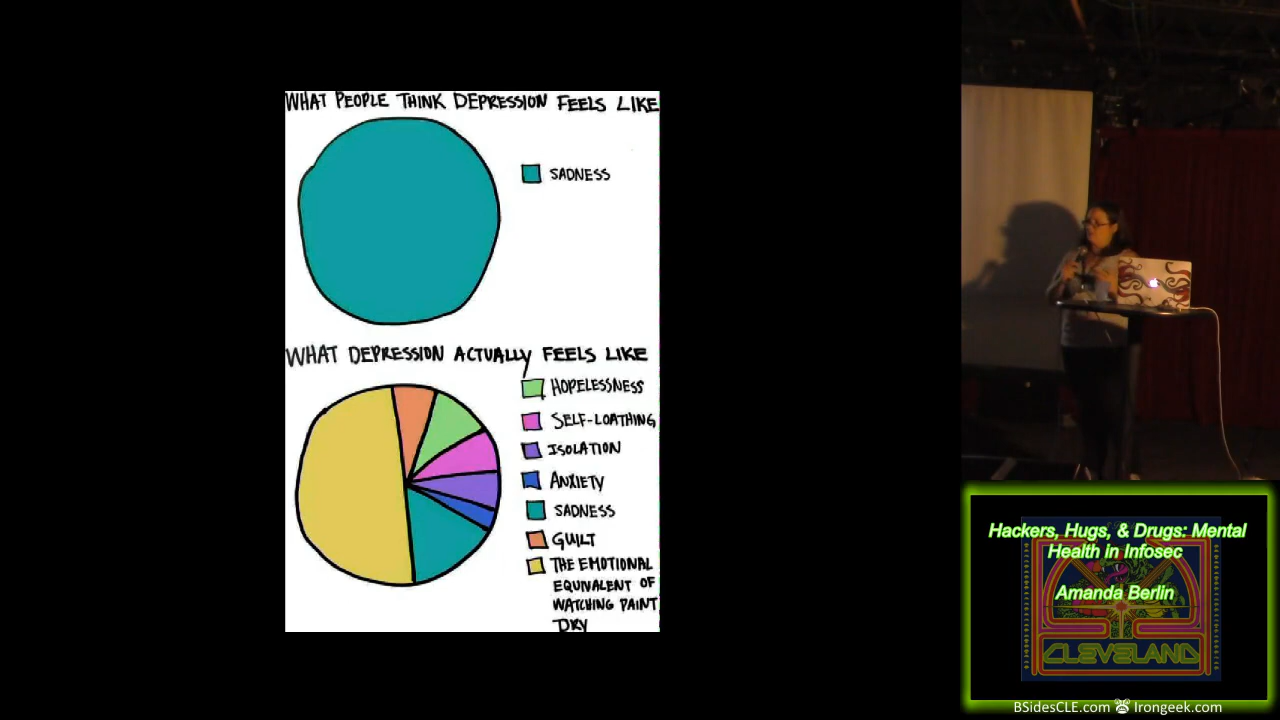 WHAT PEOPLE THINK DEPRESSION FEELS LIKE
SADNESS
WHAT DEPRESSION ACTUALLY FEELS LIKE
HOPELESSNESS
SELF-LOATHING
ISOLATION
ANXIETY
SADNESS
GUILT
THE EMOTIONAL
EQUIVALENT OF
WATCHING PAINT
DRY
Hackers, Hugs, & Drugs: Mental
Health in Infosec
Amanda Berlin
CLEVELAND
BSidesCLE.com Irongeek.com